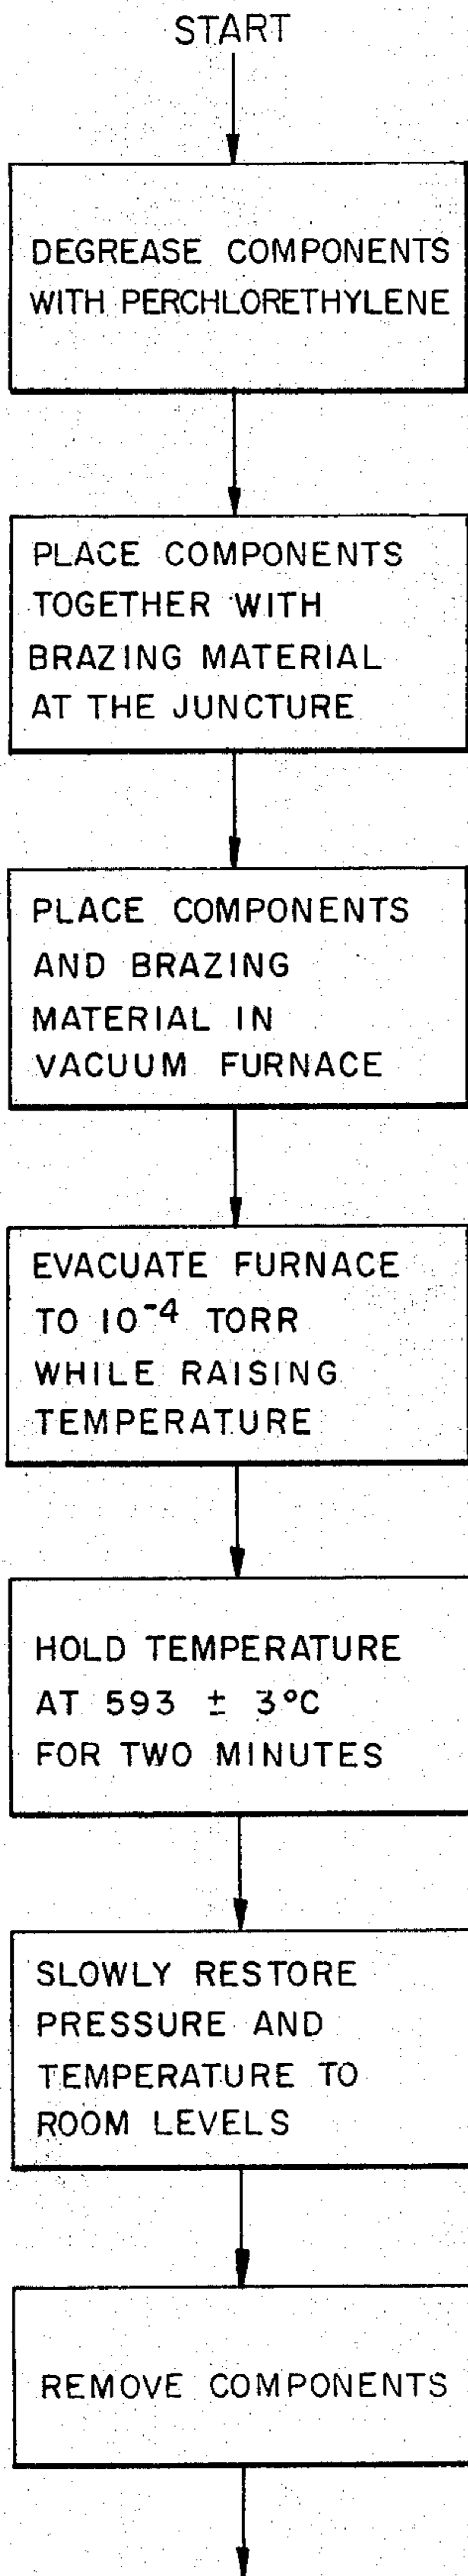 START
DEGREASE COMPONENTS
WITH PERCHLORETHYLENE
PLACE COMPONENTS
TOGETHER WITH
BRAZING MATERIAL
AT THE JUNCTURE
PLACE COMPONENTS
AND BRAZING
MATERIAL IN
VACUUM FURNACE
EVACUATE FURNACE
TO 10⁻⁴ TORR
WHILE RAISING
TEMPERATURE
HOLD TEMPERATURE
AT 593 ± 3°C
FOR TWO MINUTES
SLOWLY RESTORE
PRESSURE AND
TEMPERATURE TO
ROOM LEVELS
REMOVE COMPONENTS